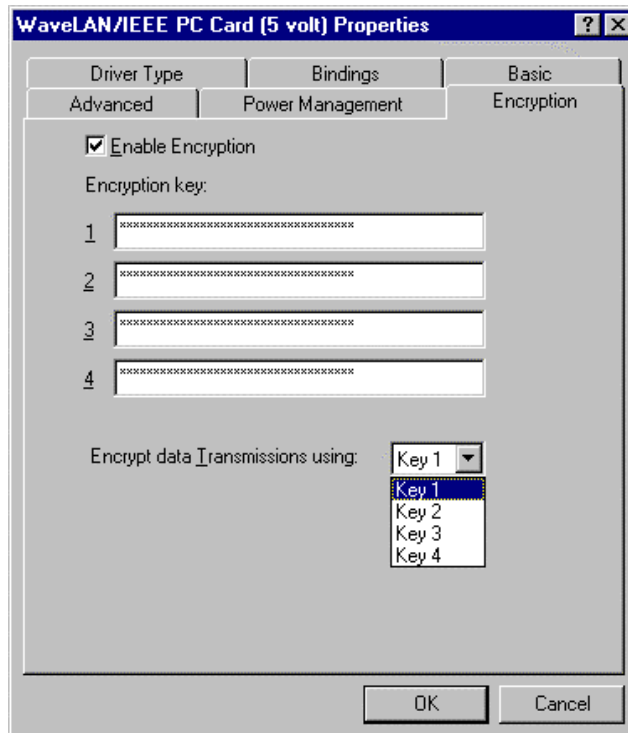 WaveLAN/IEEE PC Card (5 volt) Properties
Driver Type Bindings Basic
Advanced Power Management Encryption
Enable Encryption
Encryption key:
1 ***********************************
2 ***********************************
3 ***********************************
4 ***********************************
Encrypt data Transmissions using: Key 1
Key 1
Key 2
Key 3
Key 4
OK Cancel